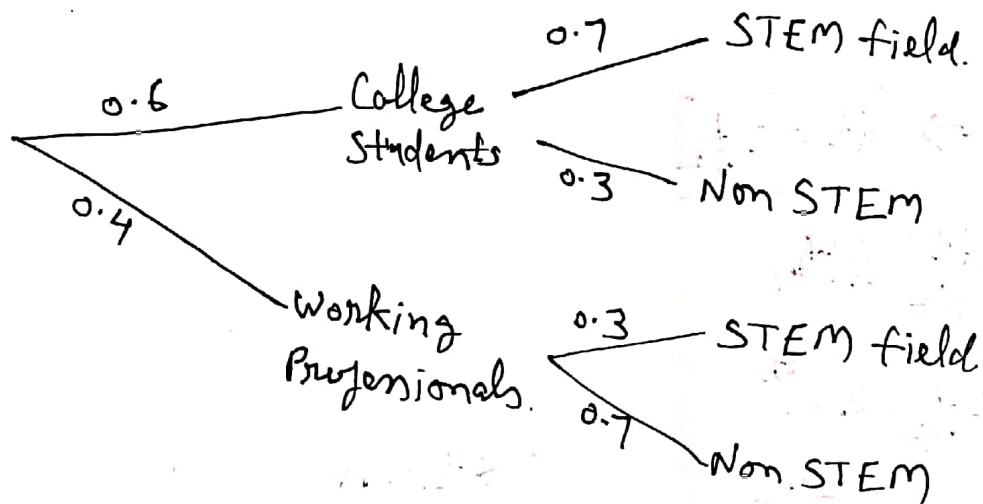 0.7
STEM field.
0.6
College
Students
0.3
Non STEM
0.4
Working
Professionals.
0.3
STEM field
0.7
Non. STEM